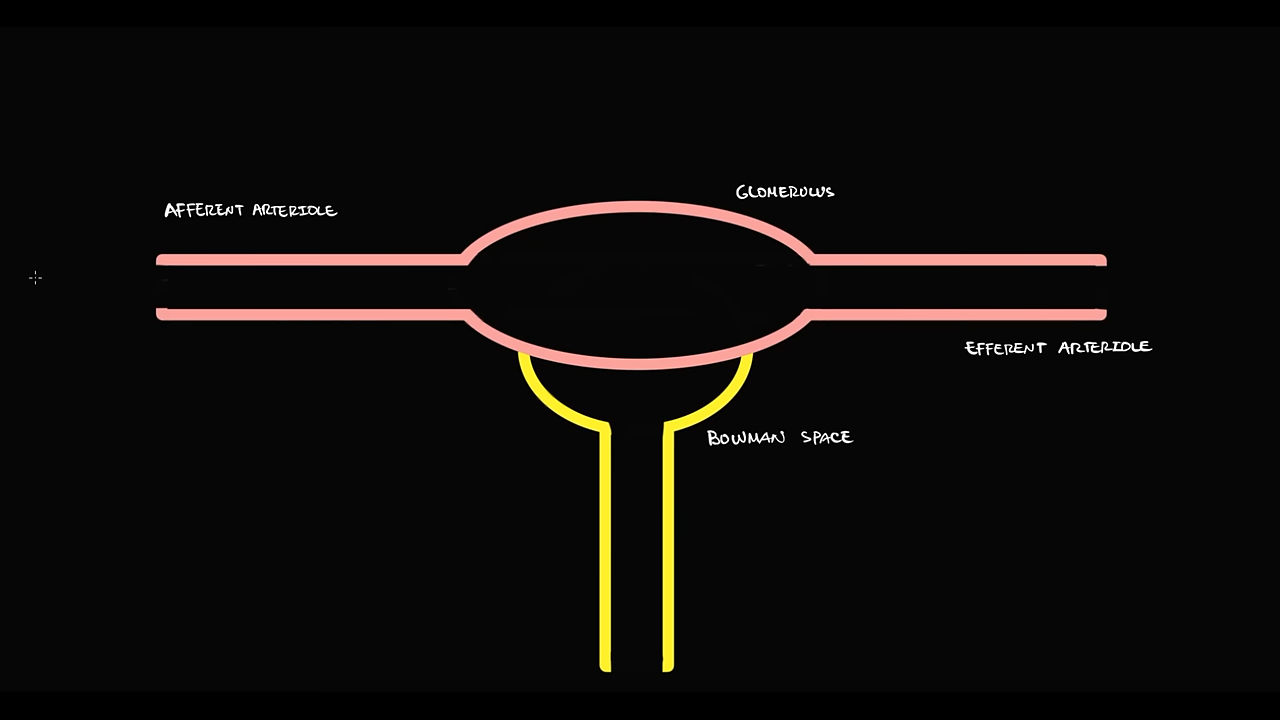 GLOMERULUS
AFFERENT ARTERIOLE
EFFERENT ARTERIOLE
BOWMAN SPACE